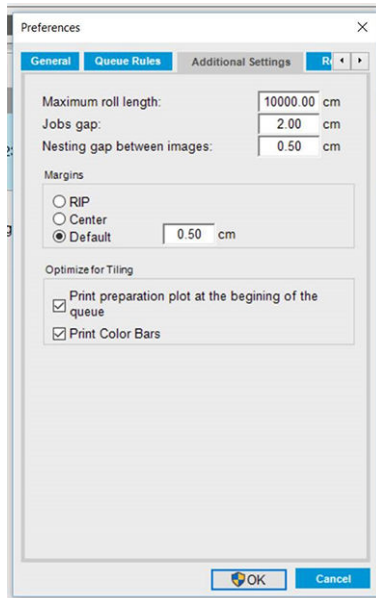 Preferences
General Queue Rules Additional Settings
Maximum roll length: 10000.00 cm
Jobs gap: 2.00 cm
Nesting gap between images: 0.50 cm
Margins
RIP
Center
Default 0.50 cm
Optimize for Tiling
Print preparation plot at the begining of the
queue
Print Color Bars
OK Cancel